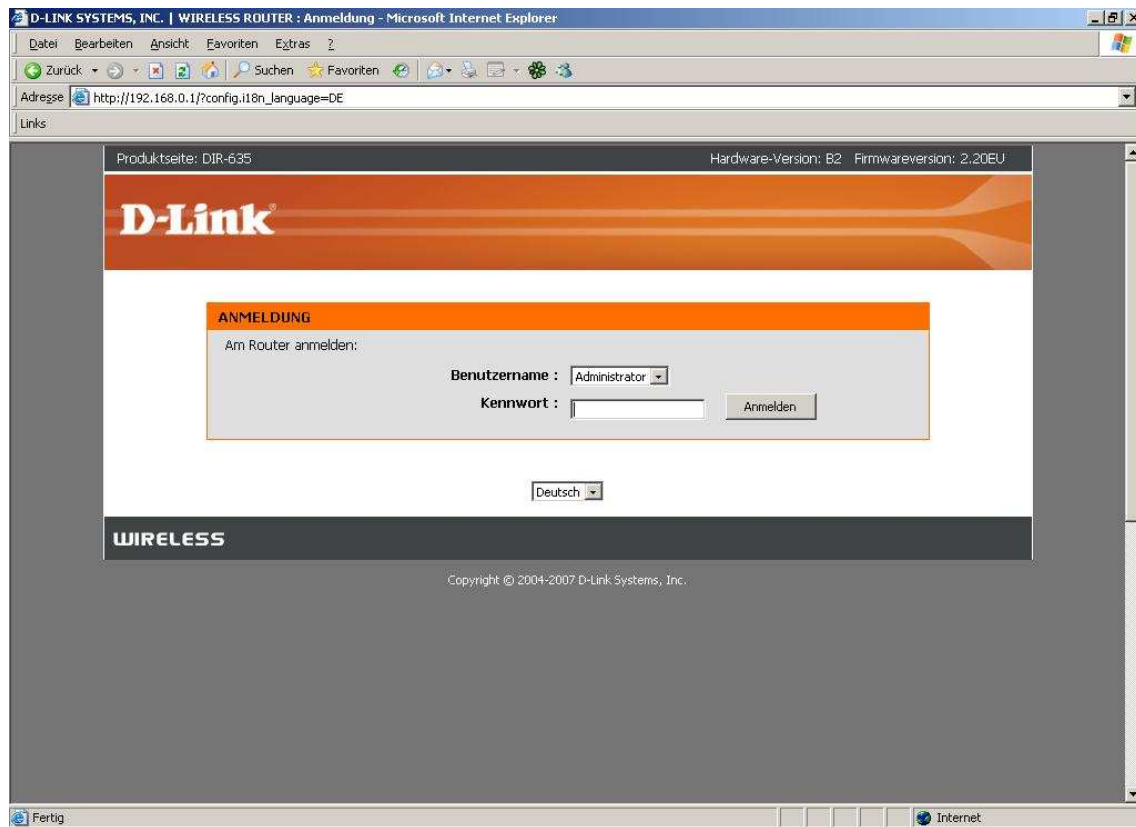 D-LINK SYSTEMS, INC. | WIRELESS ROUTER : Anmeldung - Microsoft Internet Explorer
Datei Bearbeiten Ansicht Favoriten Extras ?
Zurück Suchen Favoriten
Adresse http://192.168.0.1/?config.i18n_language=DE
Links
Produktseite: DIR-635 Hardware-Version: B2 Firmwareversion: 2.20EU
D-Link®
ANMELDUNG
Am Router anmelden:
Benutzername : Administrator
Kennwort : Anmelden
Deutsch
WIRELESS
Copyright © 2004-2007 D-Link Systems, Inc.
Fertig Internet